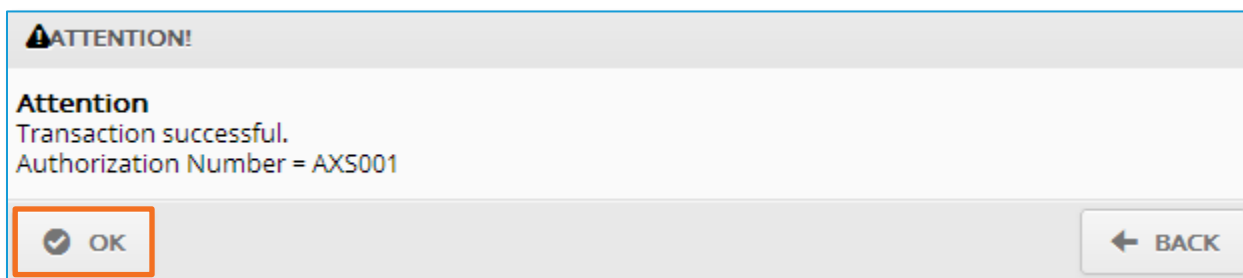 ATTENTION!
Attention
Transaction successful.
Authorization Number = AXS001
OK
BACK